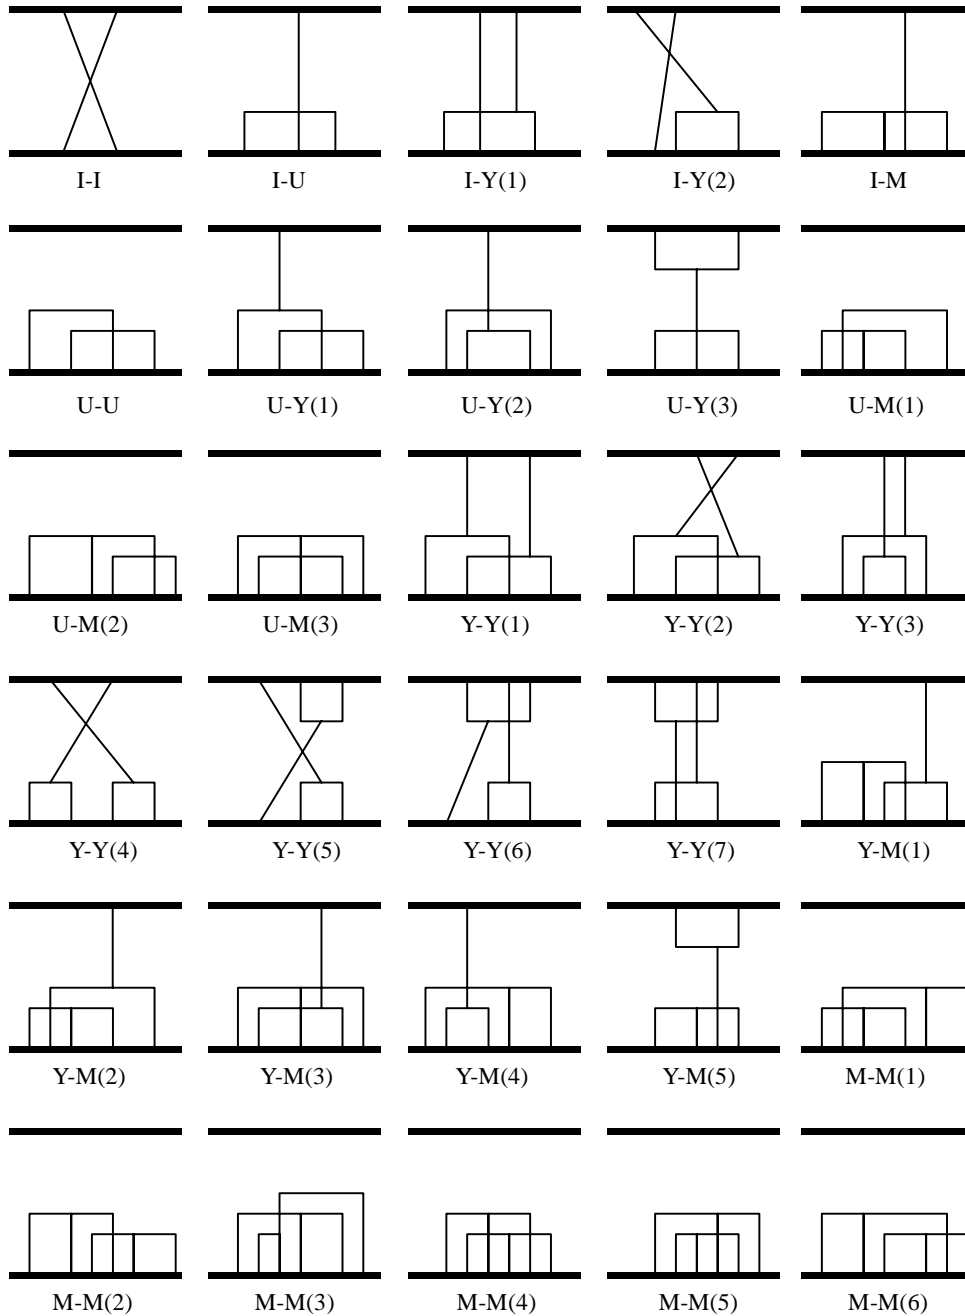 I-I I-U I-Y(1) I-Y(2) I-M
U-U U-Y(1) U-Y(2) U-Y(3) U-M(1)
U-M(2) U-M(3) Y-Y(1) Y-Y(2) Y-Y(3)
Y-Y(4) Y-Y(5) Y-Y(6) Y-Y(7) Y-M(1)
Y-M(2) Y-M(3) Y-M(4) Y-M(5) M-M(1)
M-M(2) M-M(3) M-M(4) M-M(5) M-M(6)